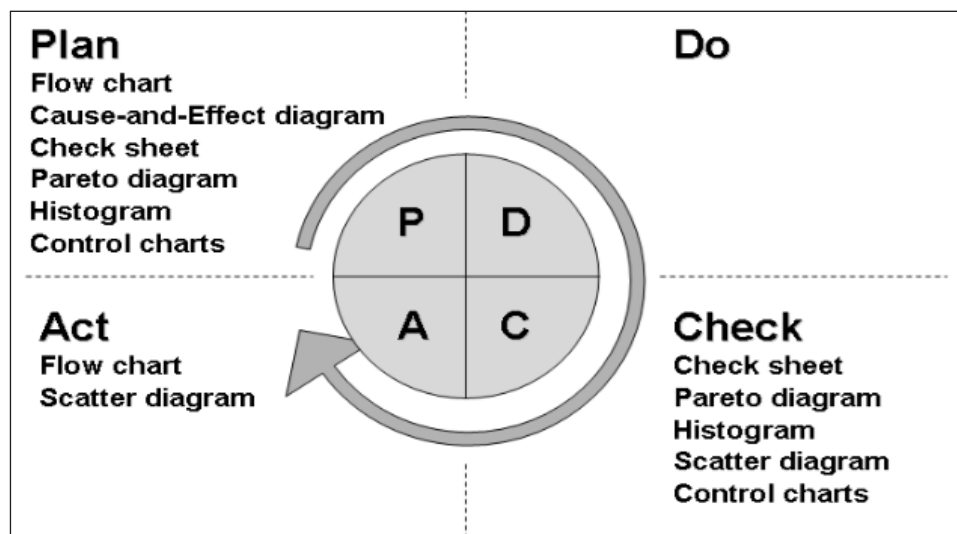 Plan
Flow chart
Cause-and-Effect diagram
Check sheet
Pareto diagram
Histogram
Control charts
Do
P
D
A
C
Act
Flow chart
Scatter diagram
Check
Check sheet
Pareto diagram
Histogram
Scatter diagram
Control charts